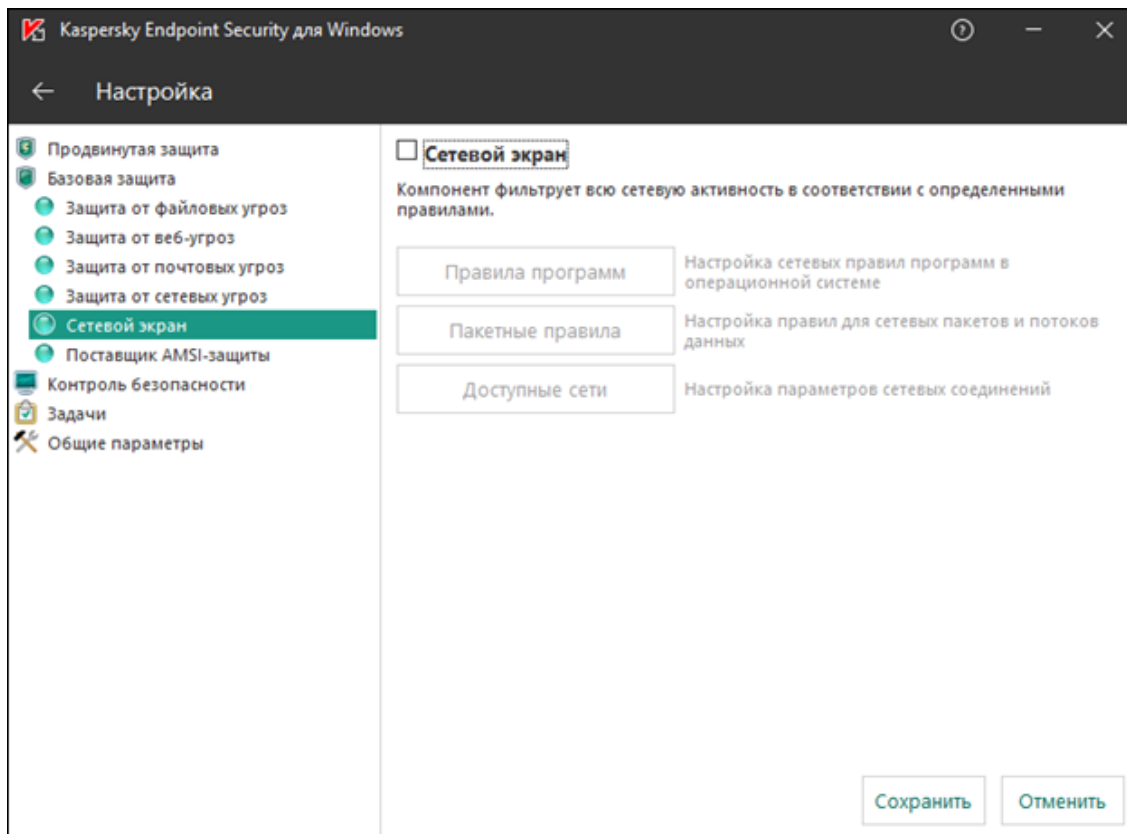 Kaspersky Endpoint Security для Windows
Настройка
Продвинутая защита
Базовая защита
Защита от файловых угроз
Защита от веб-угроз
Защита от почтовых угроз
Защита от сетевых угроз
Сетевой экран
Поставщик AMSI-защиты
Контроль безопасности
Задачи
Общие параметры
Сетевой экран
Компонент фильтрует всю сетевую активность в соответствии с определенными
правилами.
Правила программ
Настройка сетевых правил программ в
операционной системе
Пакетные правила
Настройка правил для сетевых пакетов и потоков
данных
Доступные сети
Настройка параметров сетевых соединений
Сохранить
Отменить